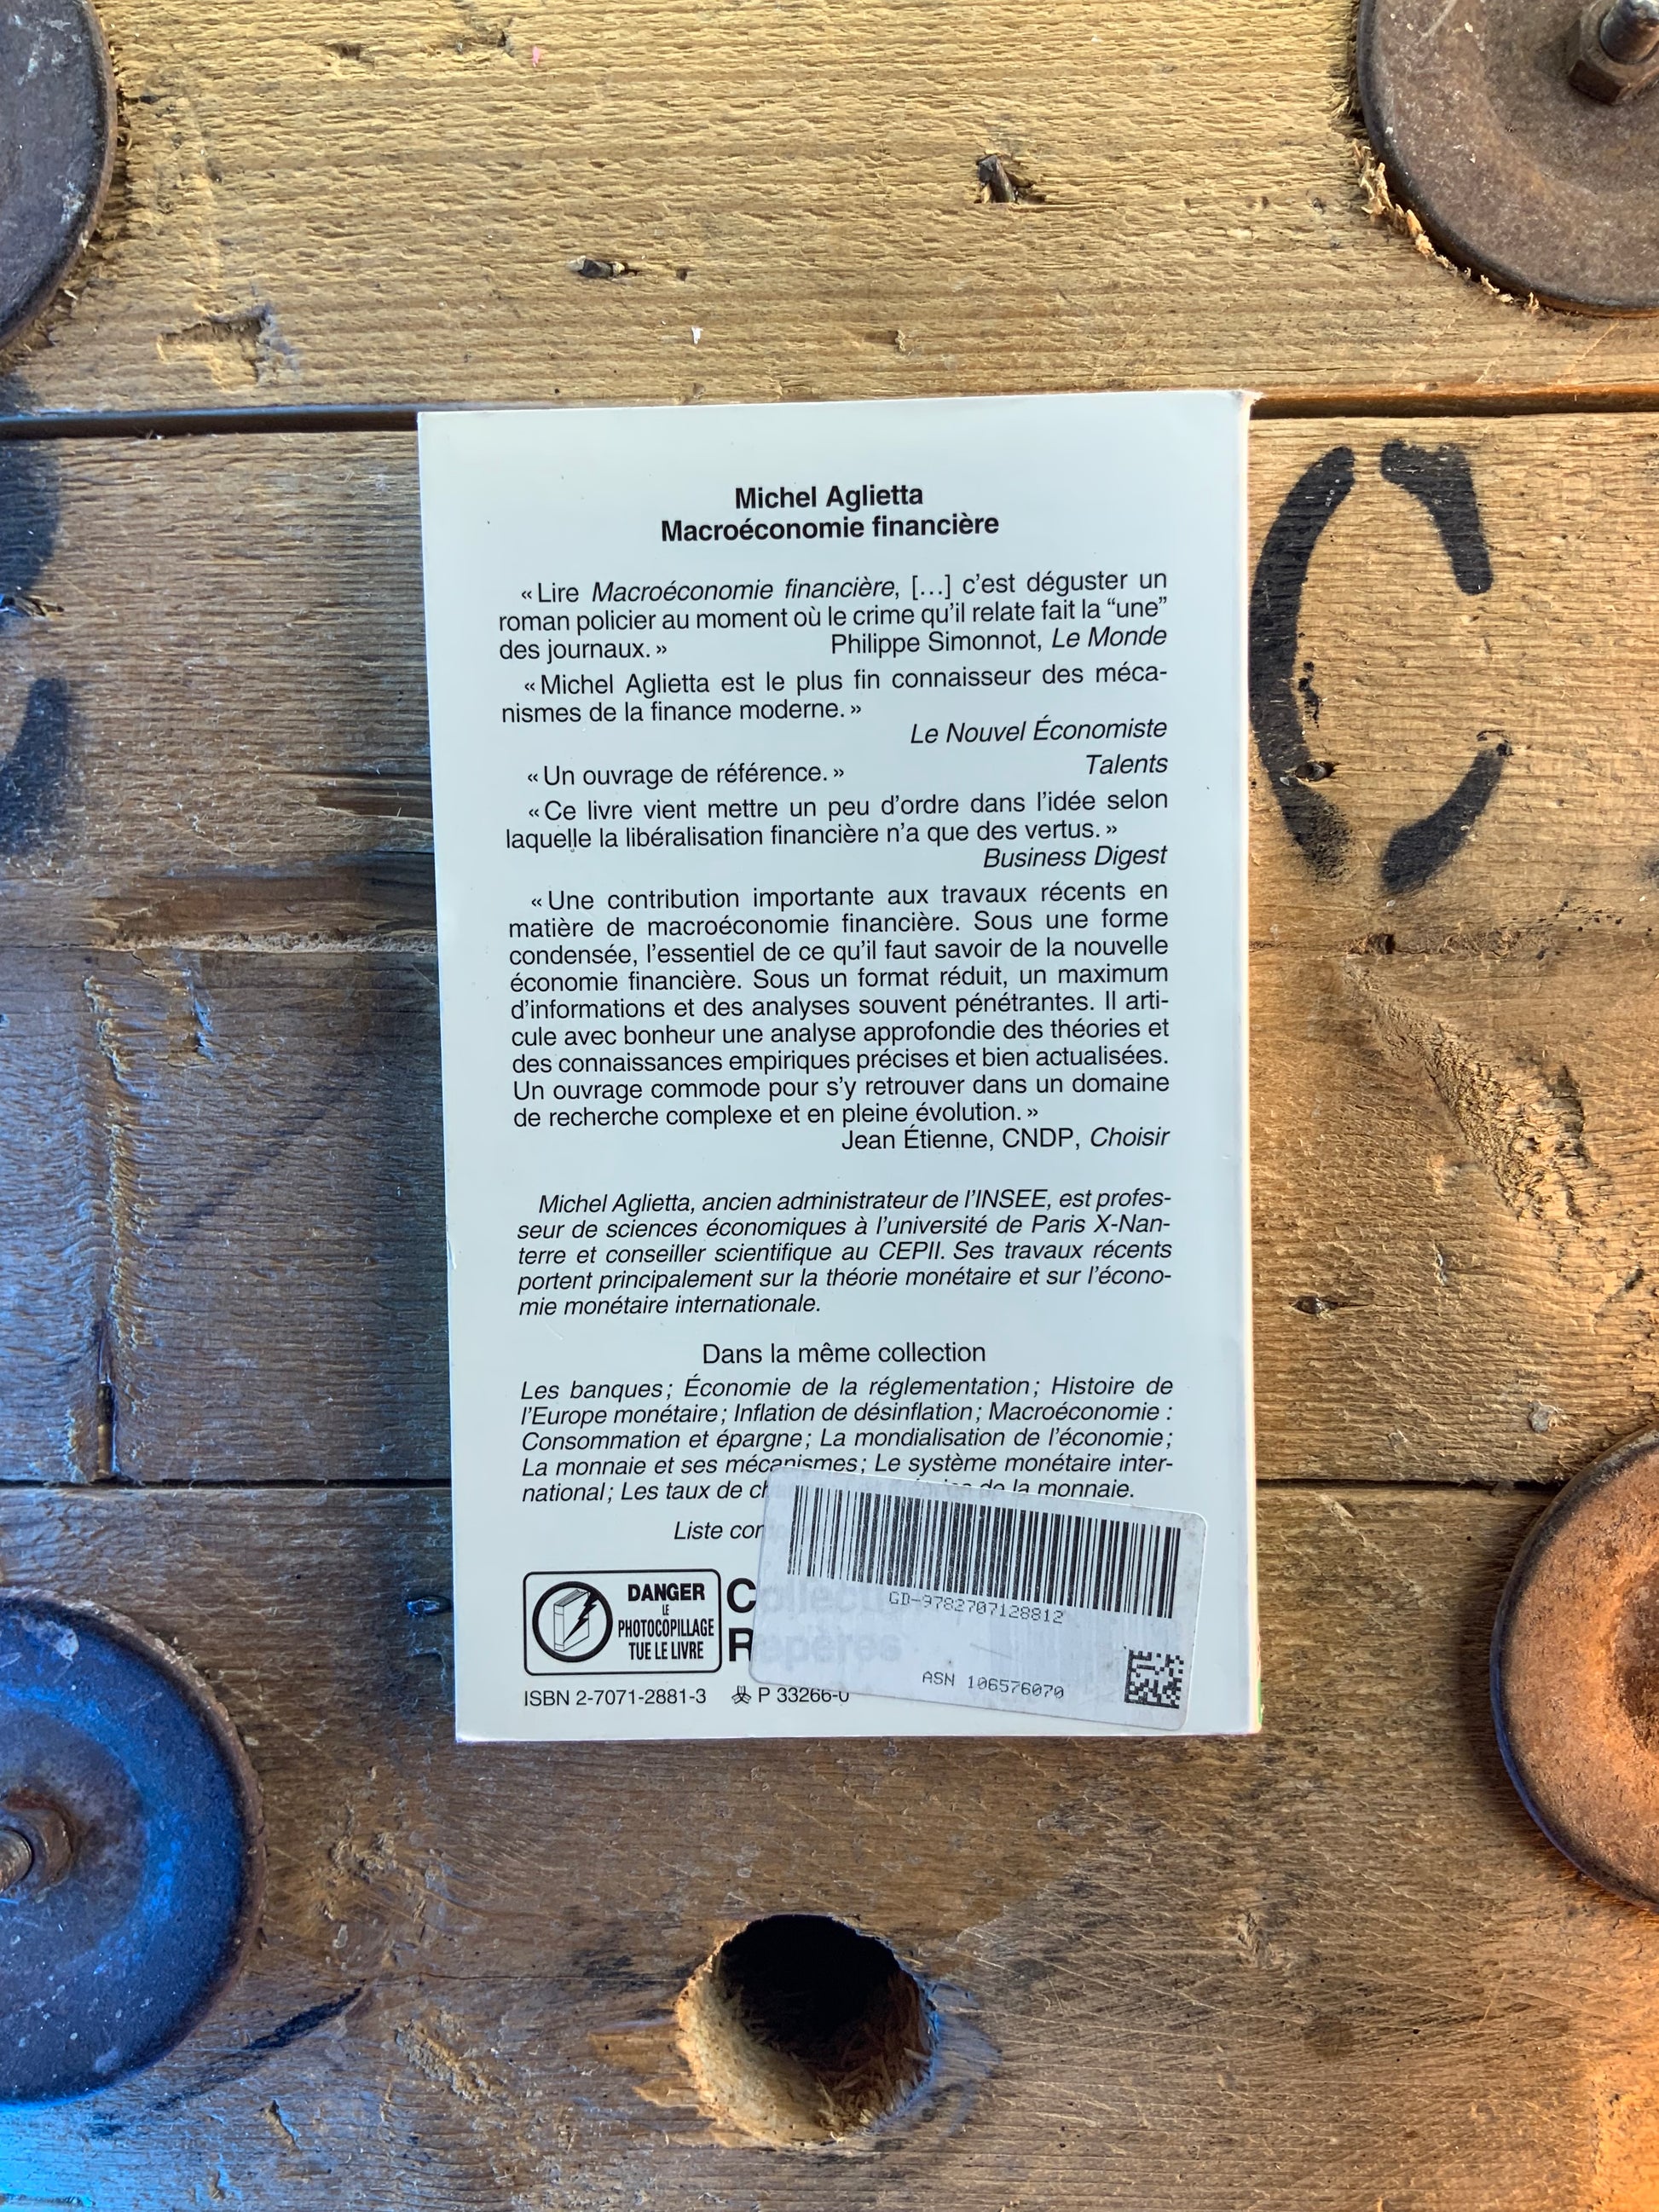 Michel Aglietta
Macroéconomie financière
« Lire Macroéconomie financière, [...] c'est déguster un
roman policier au moment où le crime qu'il relate fait la “une”
des journaux. » Philippe Simonnot, Le Monde
« Michel Aglietta est le plus fin connaisseur des méca-
nismes de la finance moderne. »
Le Nouvel Économiste
« Un ouvrage de référence. » Talents
« Ce livre vient mettre un peu d'ordre dans l'idée selon
laquelle la libéralisation financière n'a que des vertus. »
Business Digest
« Une contribution importante aux travaux récents en
matière de macroéconomie financière. Sous une forme
condensée, l'essentiel de ce qu'il faut savoir de la nouvelle
économie financière. Sous un format réduit, un maximum
d'informations et des analyses souvent pénétrantes. Il arti-
cule avec bonheur une analyse approfondie des théories et
des connaissances empiriques précises et bien actualisées.
Un ouvrage commode pour s'y retrouver dans un domaine
de recherche complexe et en pleine évolution. »
Jean Étienne, CNDP, Choisir
Michel Aglietta, ancien administrateur de l'INSEE, est profes-
seur de sciences économiques à l'université de Paris X-Nan-
terre et conseiller scientifique au CEPII. Ses travaux récents
portent principalement sur la théorie monétaire et sur l'écono-
mie monétaire internationale.
Dans la même collection
Les banques ; Économie de la réglementation ; Histoire de
l'Europe monétaire ; Inflation de désinflation ; Macroéconomie :
Consommation et épargne ; La mondialisation de l'économie ;
La monnaie et ses mécanismes ; Le système monétaire inter-
national ; Les taux de de la monnaie.
Liste
DANGER
LE
PHOTOCOPILLAGE
TUE LE LIVRE
Collection
Repères
GD-9782707128812
ASN 106576070
ISBN 2-7071-2881-3 P 33266-0